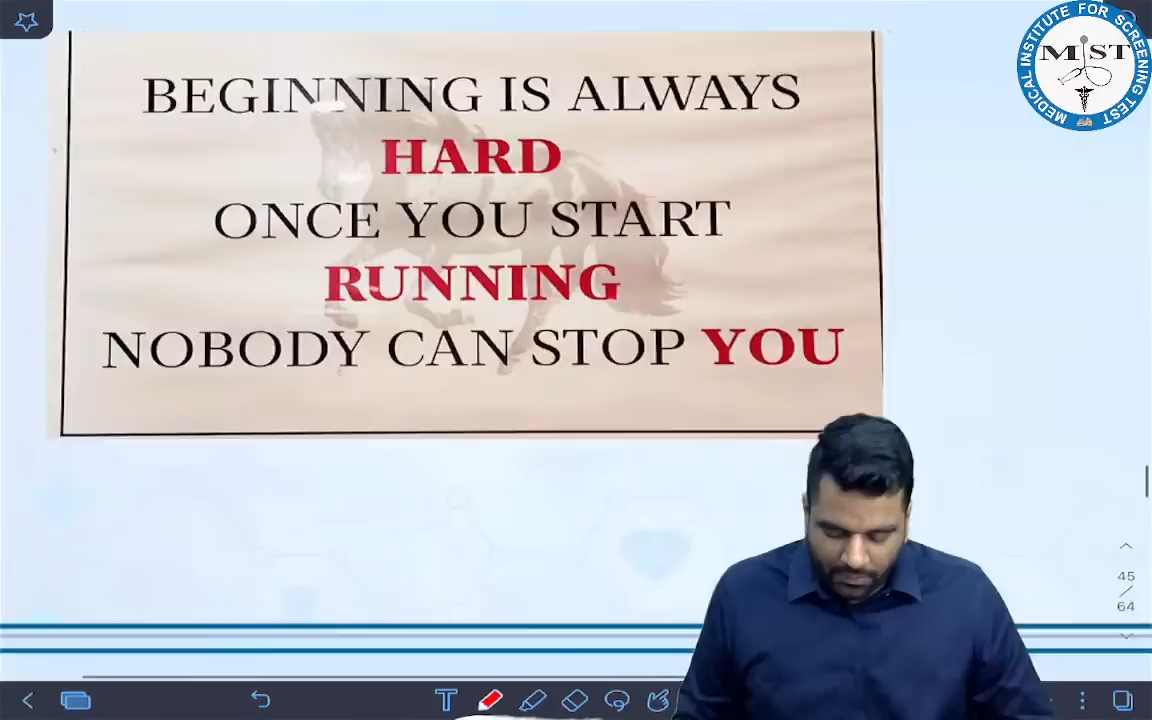 BEGINNING IS ALWAYS
HARD
ONCE YOU START
RUNNING
NOBODY CAN STOP YOU
MEDICAL INSTITUTE FOR SCREENING TEST
MIST
45
64
T